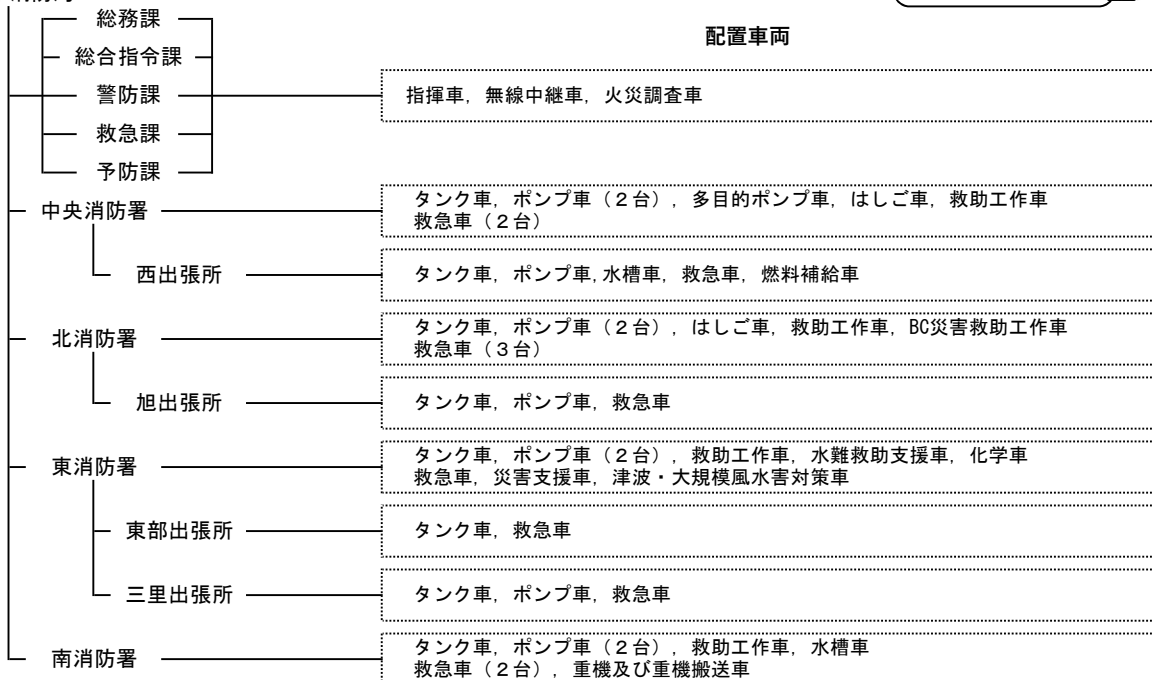 総務課
総合指令課
配置車両
警防課
指揮車，無線中継車，火災調査車
救急課
予防課
中央消防署
タンク車，ポンプ車（２台），多目的ポンプ車，はしご車，救助工作車
救急車（２台）
西出張所
タンク車，ポンプ車,水槽車，救急車，燃料補給車
北消防署
タンク車，ポンプ車（２台），はしご車，救助工作車，BC災害救助工作車
救急車（３台）
旭出張所
タンク車，ポンプ車，救急車
東消防署
タンク車，ポンプ車（２台），救助工作車，水難救助支援車，化学車
救急車，災害支援車，津波・大規模風水害対策車
東部出張所
タンク車，救急車
三里出張所
タンク車，ポンプ車，救急車
南消防署
タンク車，ポンプ車（２台），救助工作車，水槽車
救急車（２台），重機及び重機搬送車